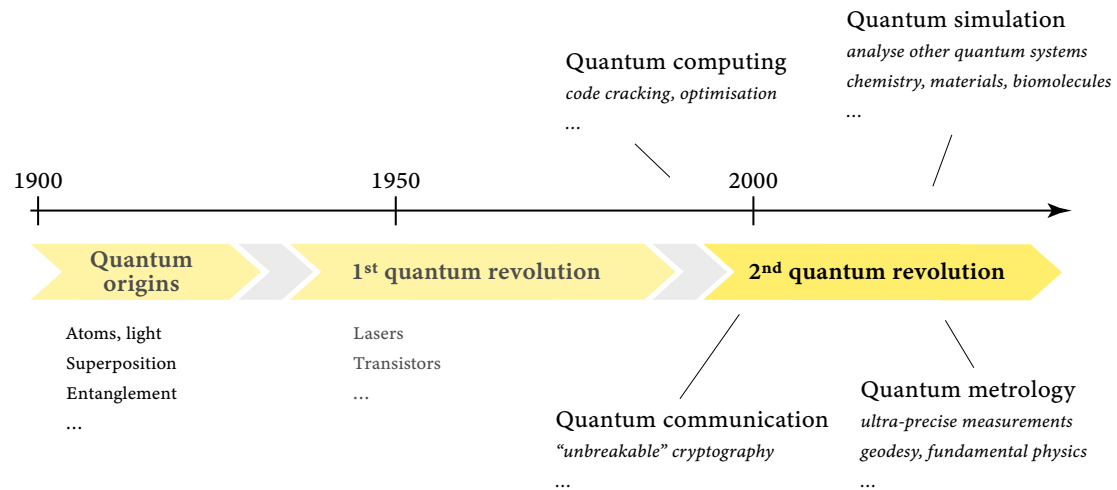 Quantum simulation
analyse other quantum systems
chemistry, materials, biomolecules
...
Quantum computing
code cracking, optimisation
...
1900
1950
2000
Quantum
origins
1st quantum revolution
2nd quantum revolution
Atoms, light
Superposition
Entanglement
...
Lasers
Transistors
...
Quantum communication
“unbreakable” cryptography
...
Quantum metrology
ultra-precise measurements
geodesy, fundamental physics
...